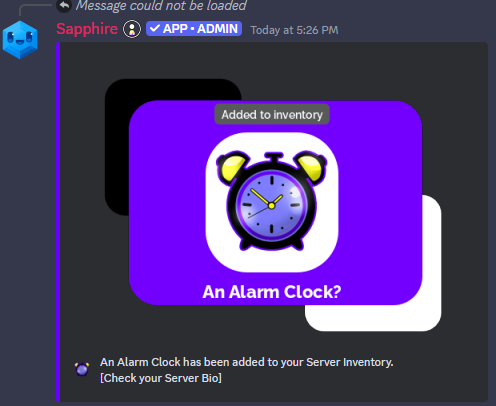 Message could not be loaded
Sapphire ✓ APP • ADMIN Today at 5:26 PM
Added to inventory
An Alarm Clock?
An Alarm Clock has been added to your Server Inventory.
[Check your Server Bio]